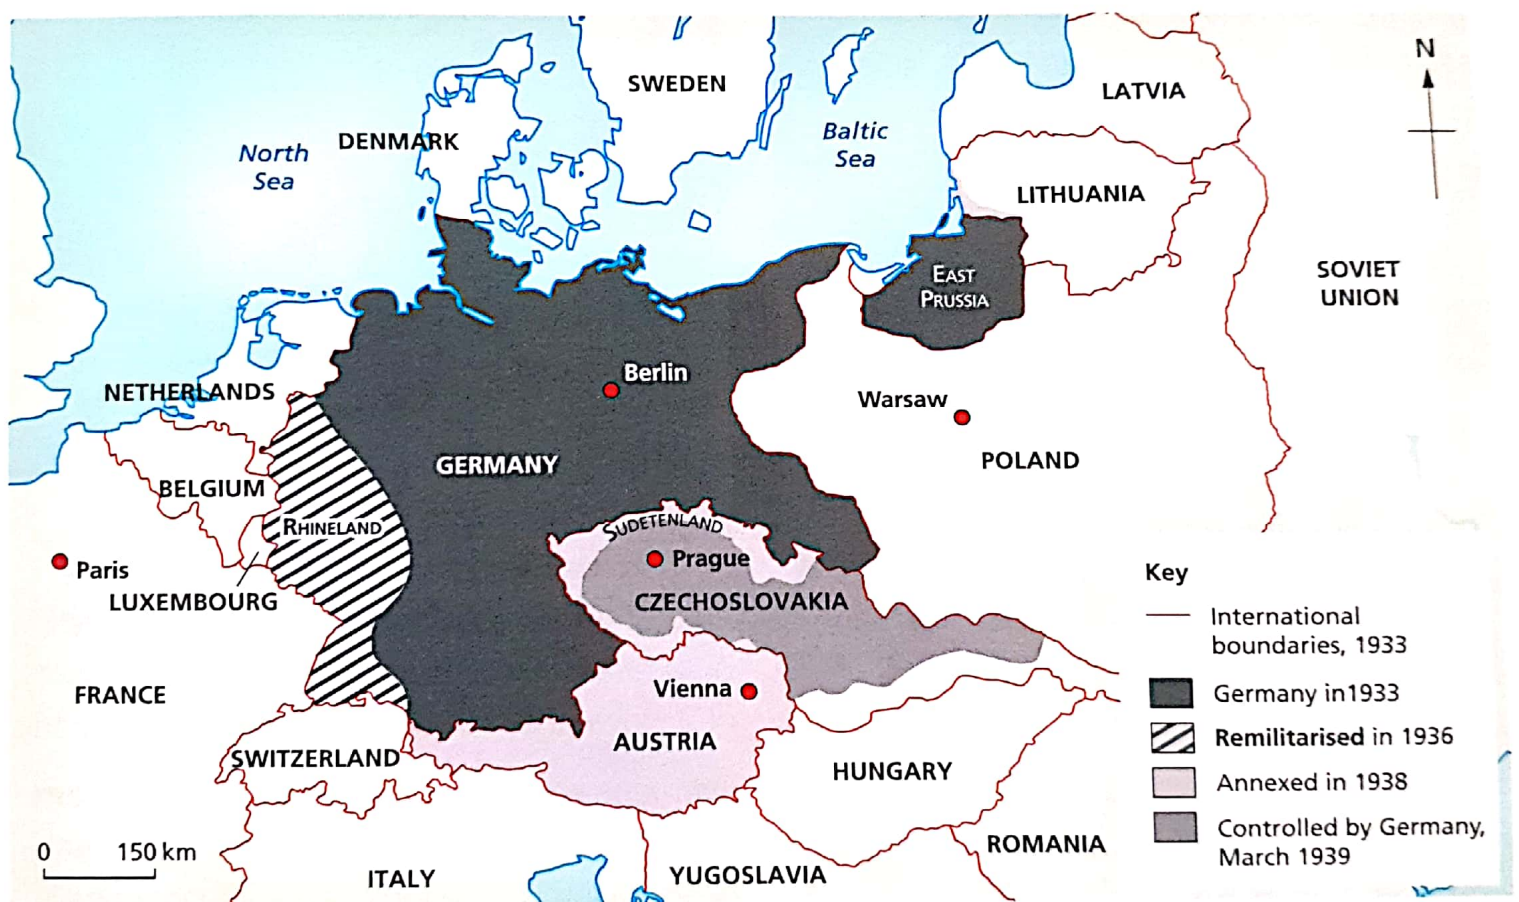 N
SWEDEN
LATVIA
DENMARK
Baltic
Sea
North
Sea
LITHUANIA
SOVIET
UNION
EAST
PRUSSIA
Berlin
NETHERLANDS
Warsaw
GERMANY
POLAND
BELGIUM
RHINELAND
SUDETENLAND
Prague
Paris
LUXEMBOURG
CZECHOSLOVAKIA
FRANCE
Vienna
AUSTRIA
SWITZERLAND
HUNGARY
ROMANIA
0 150 km
ITALY
YUGOSLAVIA
Key
International
boundaries, 1933
Germany in1933
Remilitarised in 1936
Annexed in 1938
Controlled by Germany,
March 1939